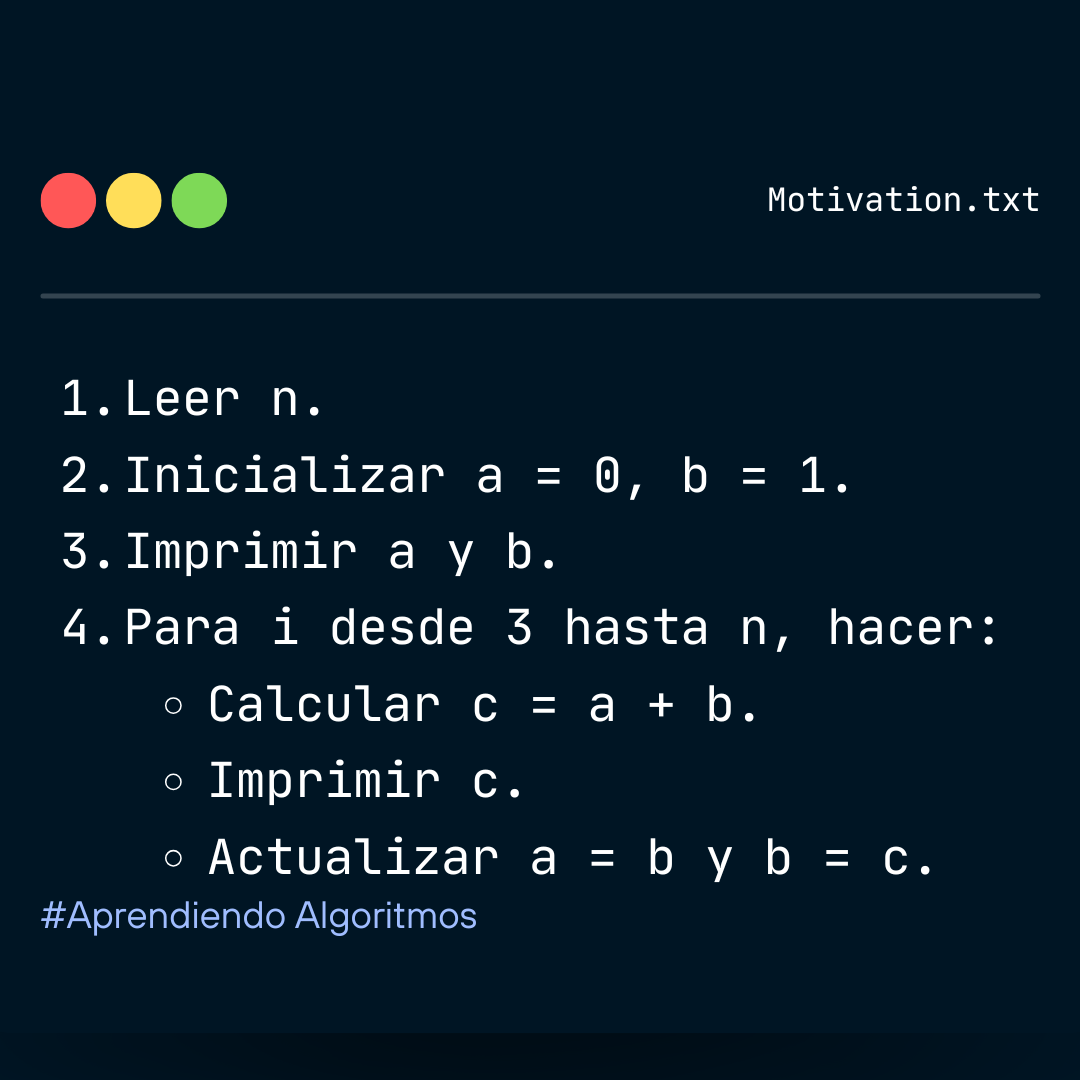 Motivation.txt
1. Leer n.
2. Inicializar a = 0, b = 1.
3. Imprimir a y b.
4. Para i desde 3 hasta n, hacer:
◦ Calcular c = a + b.
◦ Imprimir c.
◦ Actualizar a = b y b = c.
#Aprendiendo Algoritmos